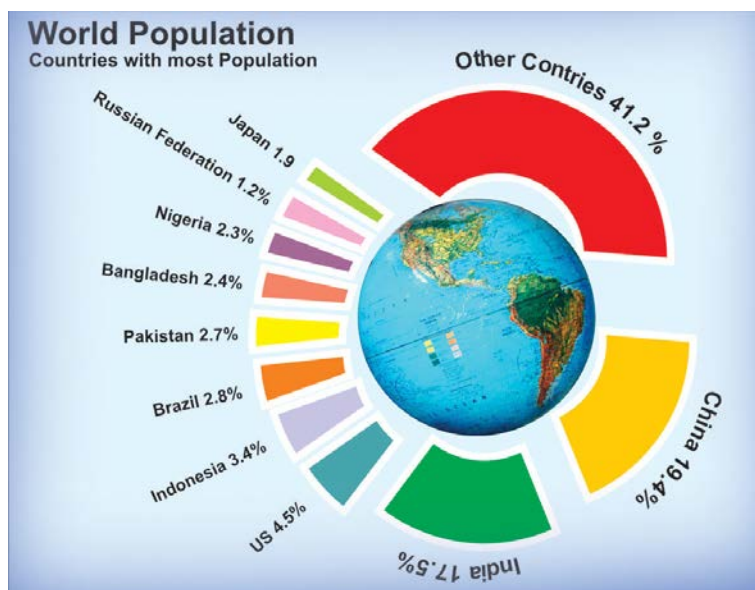 World Population
Countries with most Population
Other Contries 41.2 %
China 19.4%
India 17.5%
US 4.5%
Indonesia 3.4%
Brazil 2.8%
Pakistan 2.7%
Bangladesh 2.4%
Nigeria 2.3%
Russian Federation 1.2%
Japan 1.9